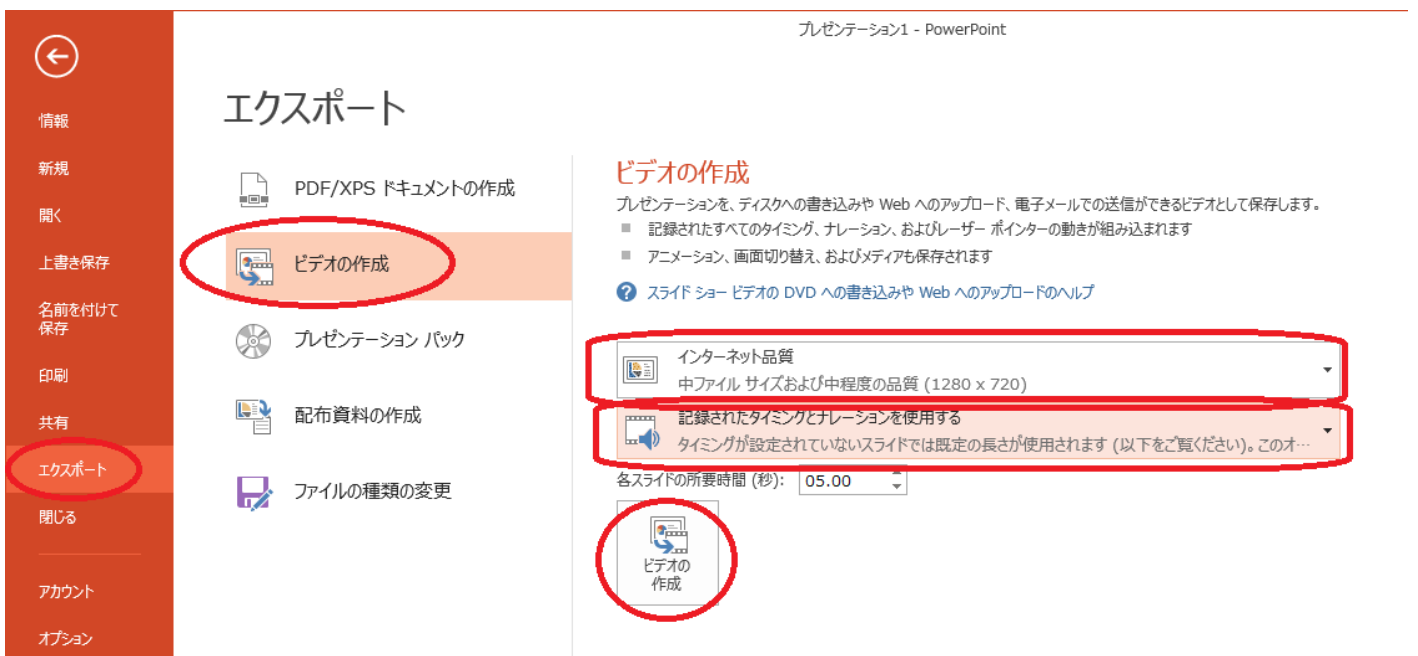 プレゼンテーション1 - PowerPoint
情報
新規
開く
上書き保存
名前を付けて
保存
印刷
共有
エクスポート
閉じる
アカウント
オプション
エクスポート
PDF/XPS ドキュメントの作成
ビデオの作成
プレゼンテーション パック
配布資料の作成
ファイルの種類の変更
ビデオの作成
プレゼンテーションを、ディスクへの書き込みや Web へのアップロード、電子メールでの送信ができるビデオとして保存します。
記録されたすべてのタイミング、ナレーション、およびレーザー ポインターの動きが組み込まれます
アニメーション、画面切り替え、およびメディアも保存されます
スライド ショー ビデオの DVD への書き込みや Web へのアップロードのヘルプ
インターネット品質
中ファイル サイズおよび中程度の品質 (1280 x 720)
記録されたタイミングとナレーションを使用する
タイミングが設定されていないスライドでは既定の長さが使用されます (以下をご覧ください)。このオ…
各スライドの所要時間 (秒): 05.00
ビデオの
作成